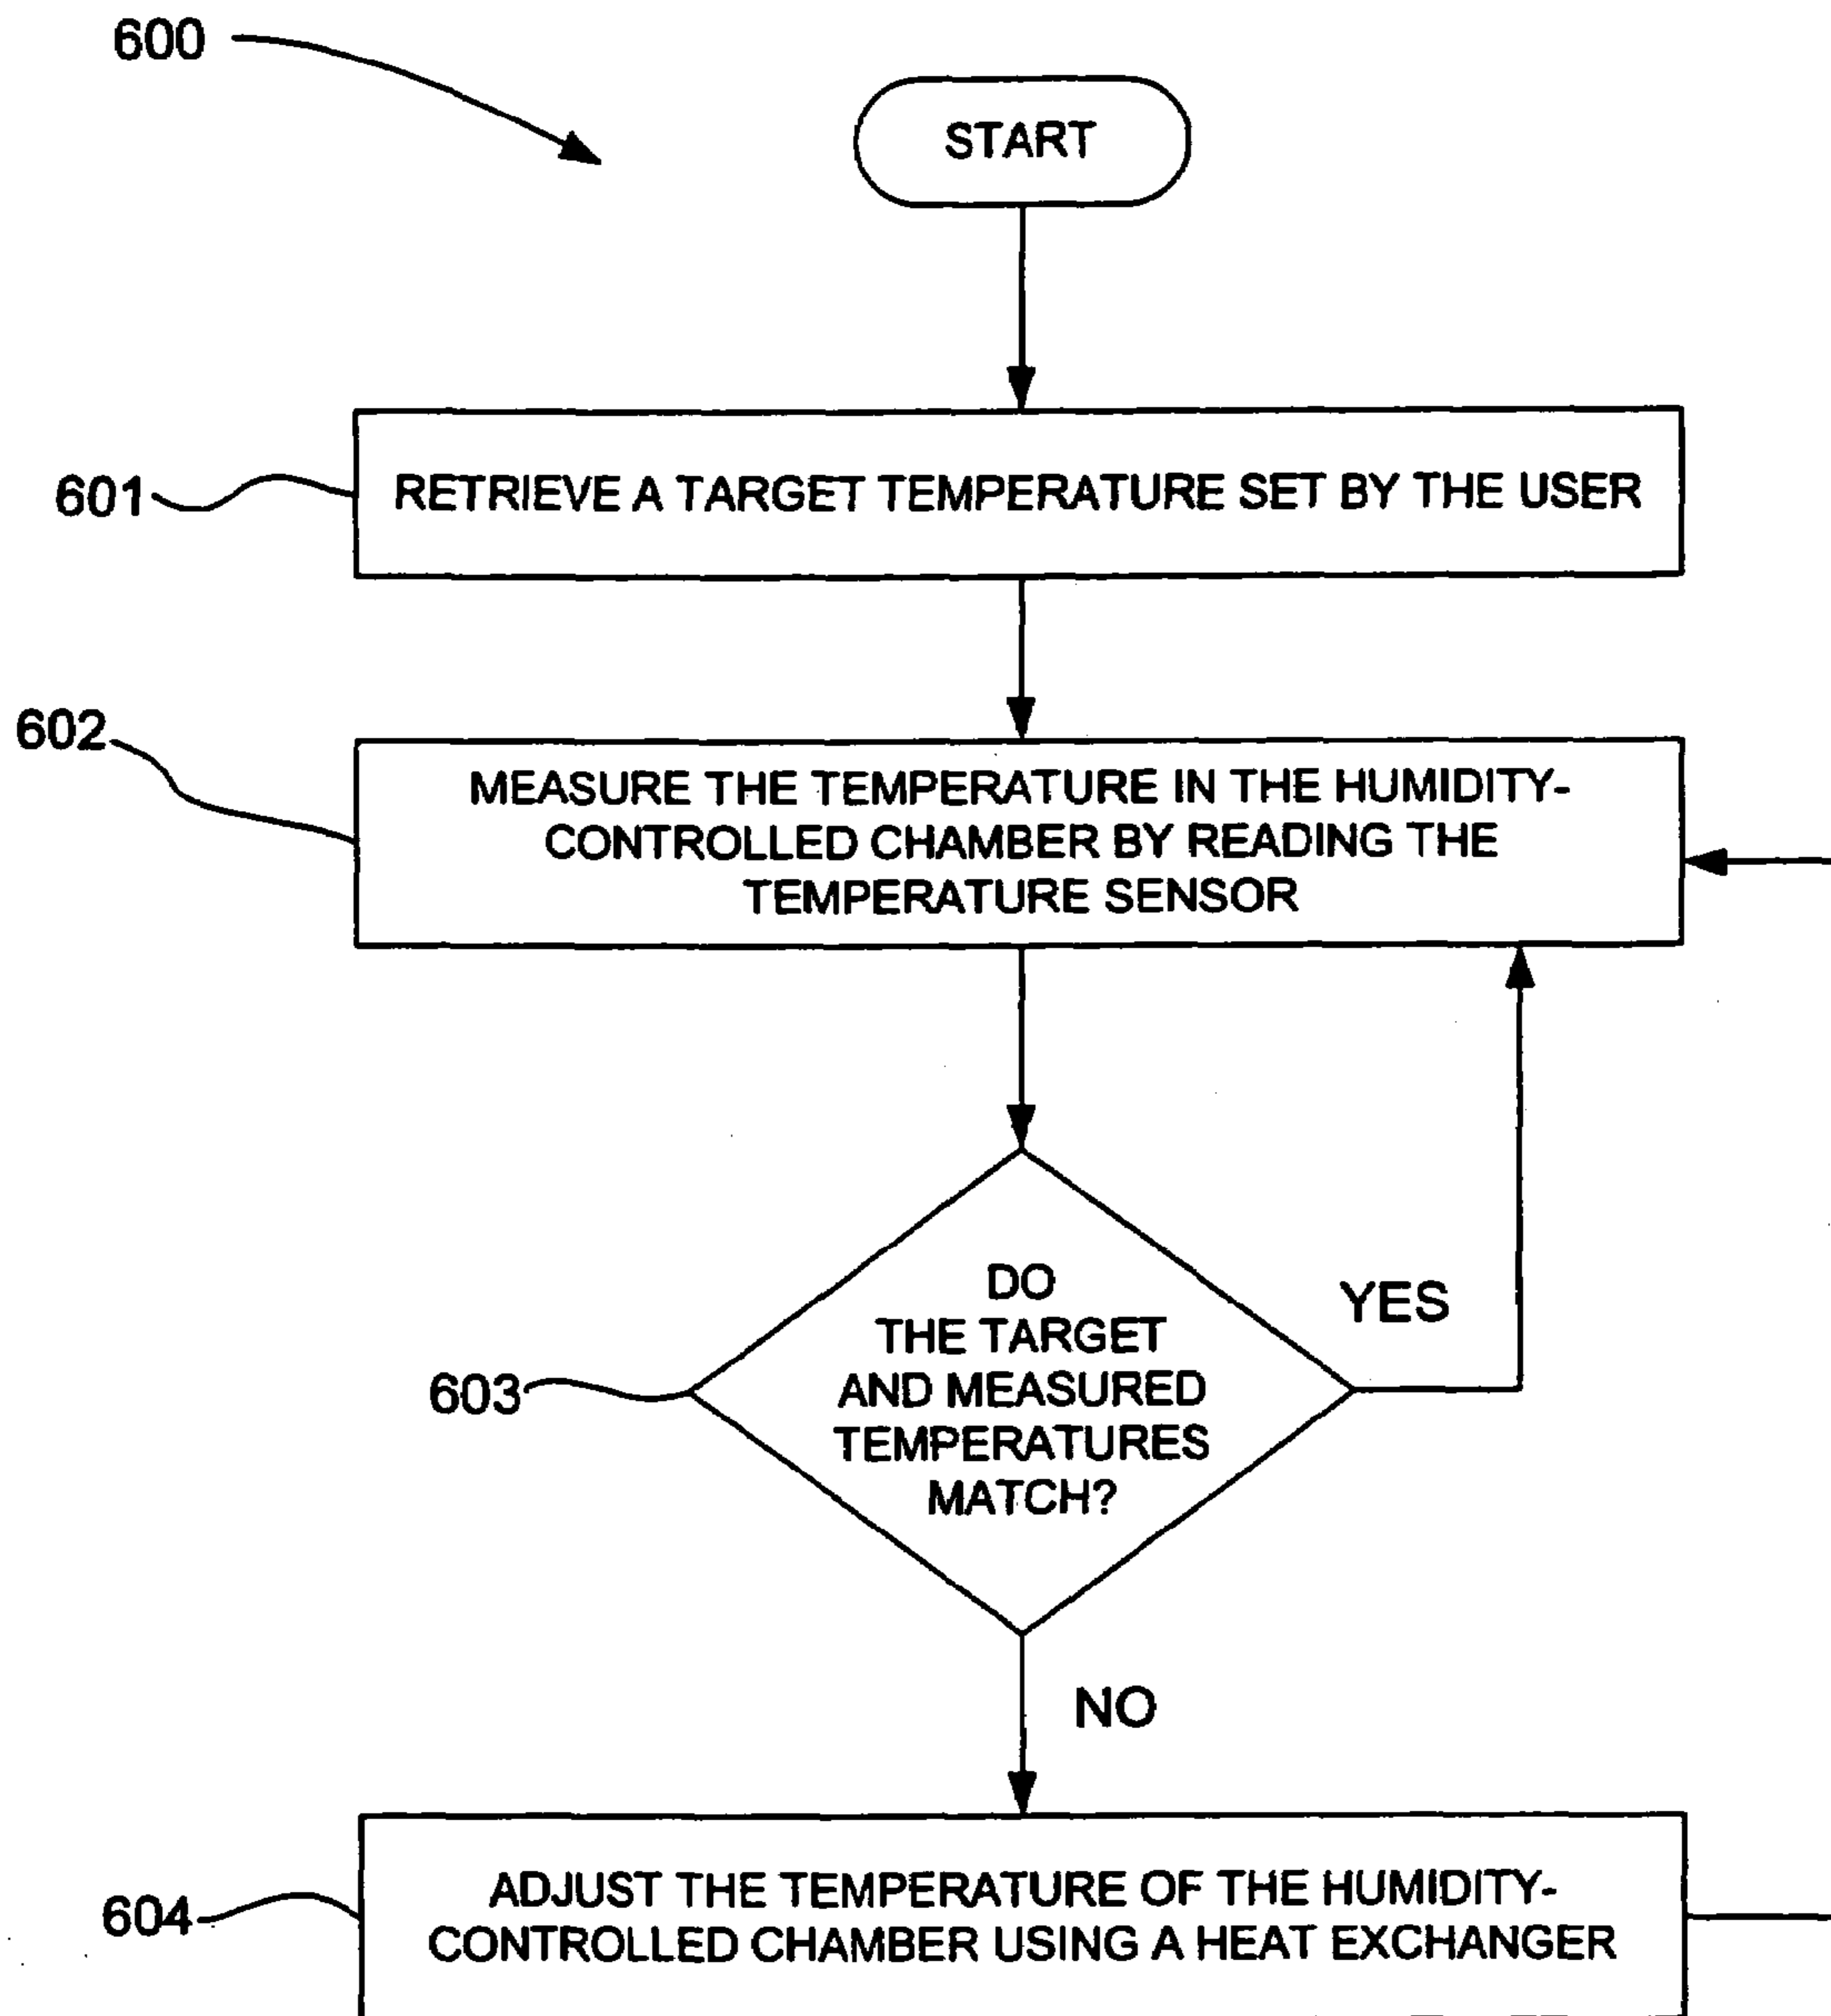 600
START
601
RETRIEVE A TARGET TEMPERATURE SET BY THE USER
602
MEASURE THE TEMPERATURE IN THE HUMIDITY-
CONTROLLED CHAMBER BY READING THE
TEMPERATURE SENSOR
DO
THE TARGET
AND MEASURED
TEMPERATURES
MATCH?
YES
603
NO
604
ADJUST THE TEMPERATURE OF THE HUMIDITY-
CONTROLLED CHAMBER USING A HEAT EXCHANGER